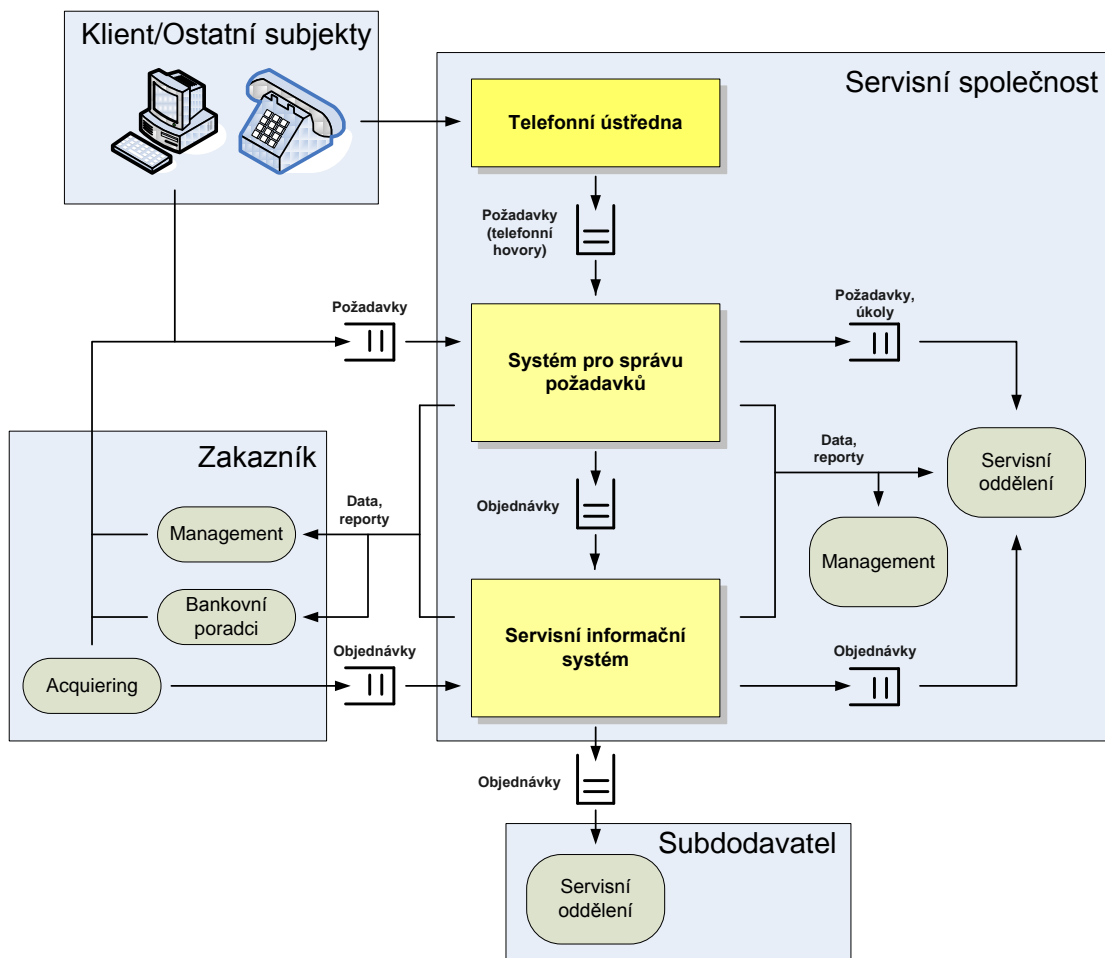 Klient/Ostatní subjekty
Servisní společnost
Telefonní ústředna
Požadavky
(telefonní
hovory)
Požadavky
Požadavky,
úkoly
Systém pro správu
požadavků
Zakazník
Data,
reporty
Objednávky
Data,
reporty
Servisní
oddělení
Management
Management
Bankovní
poradci
Servisní informační
systém
Acquiering
Objednávky
Objednávky
Objednávky
Subdodavatel
Servisní
oddělení